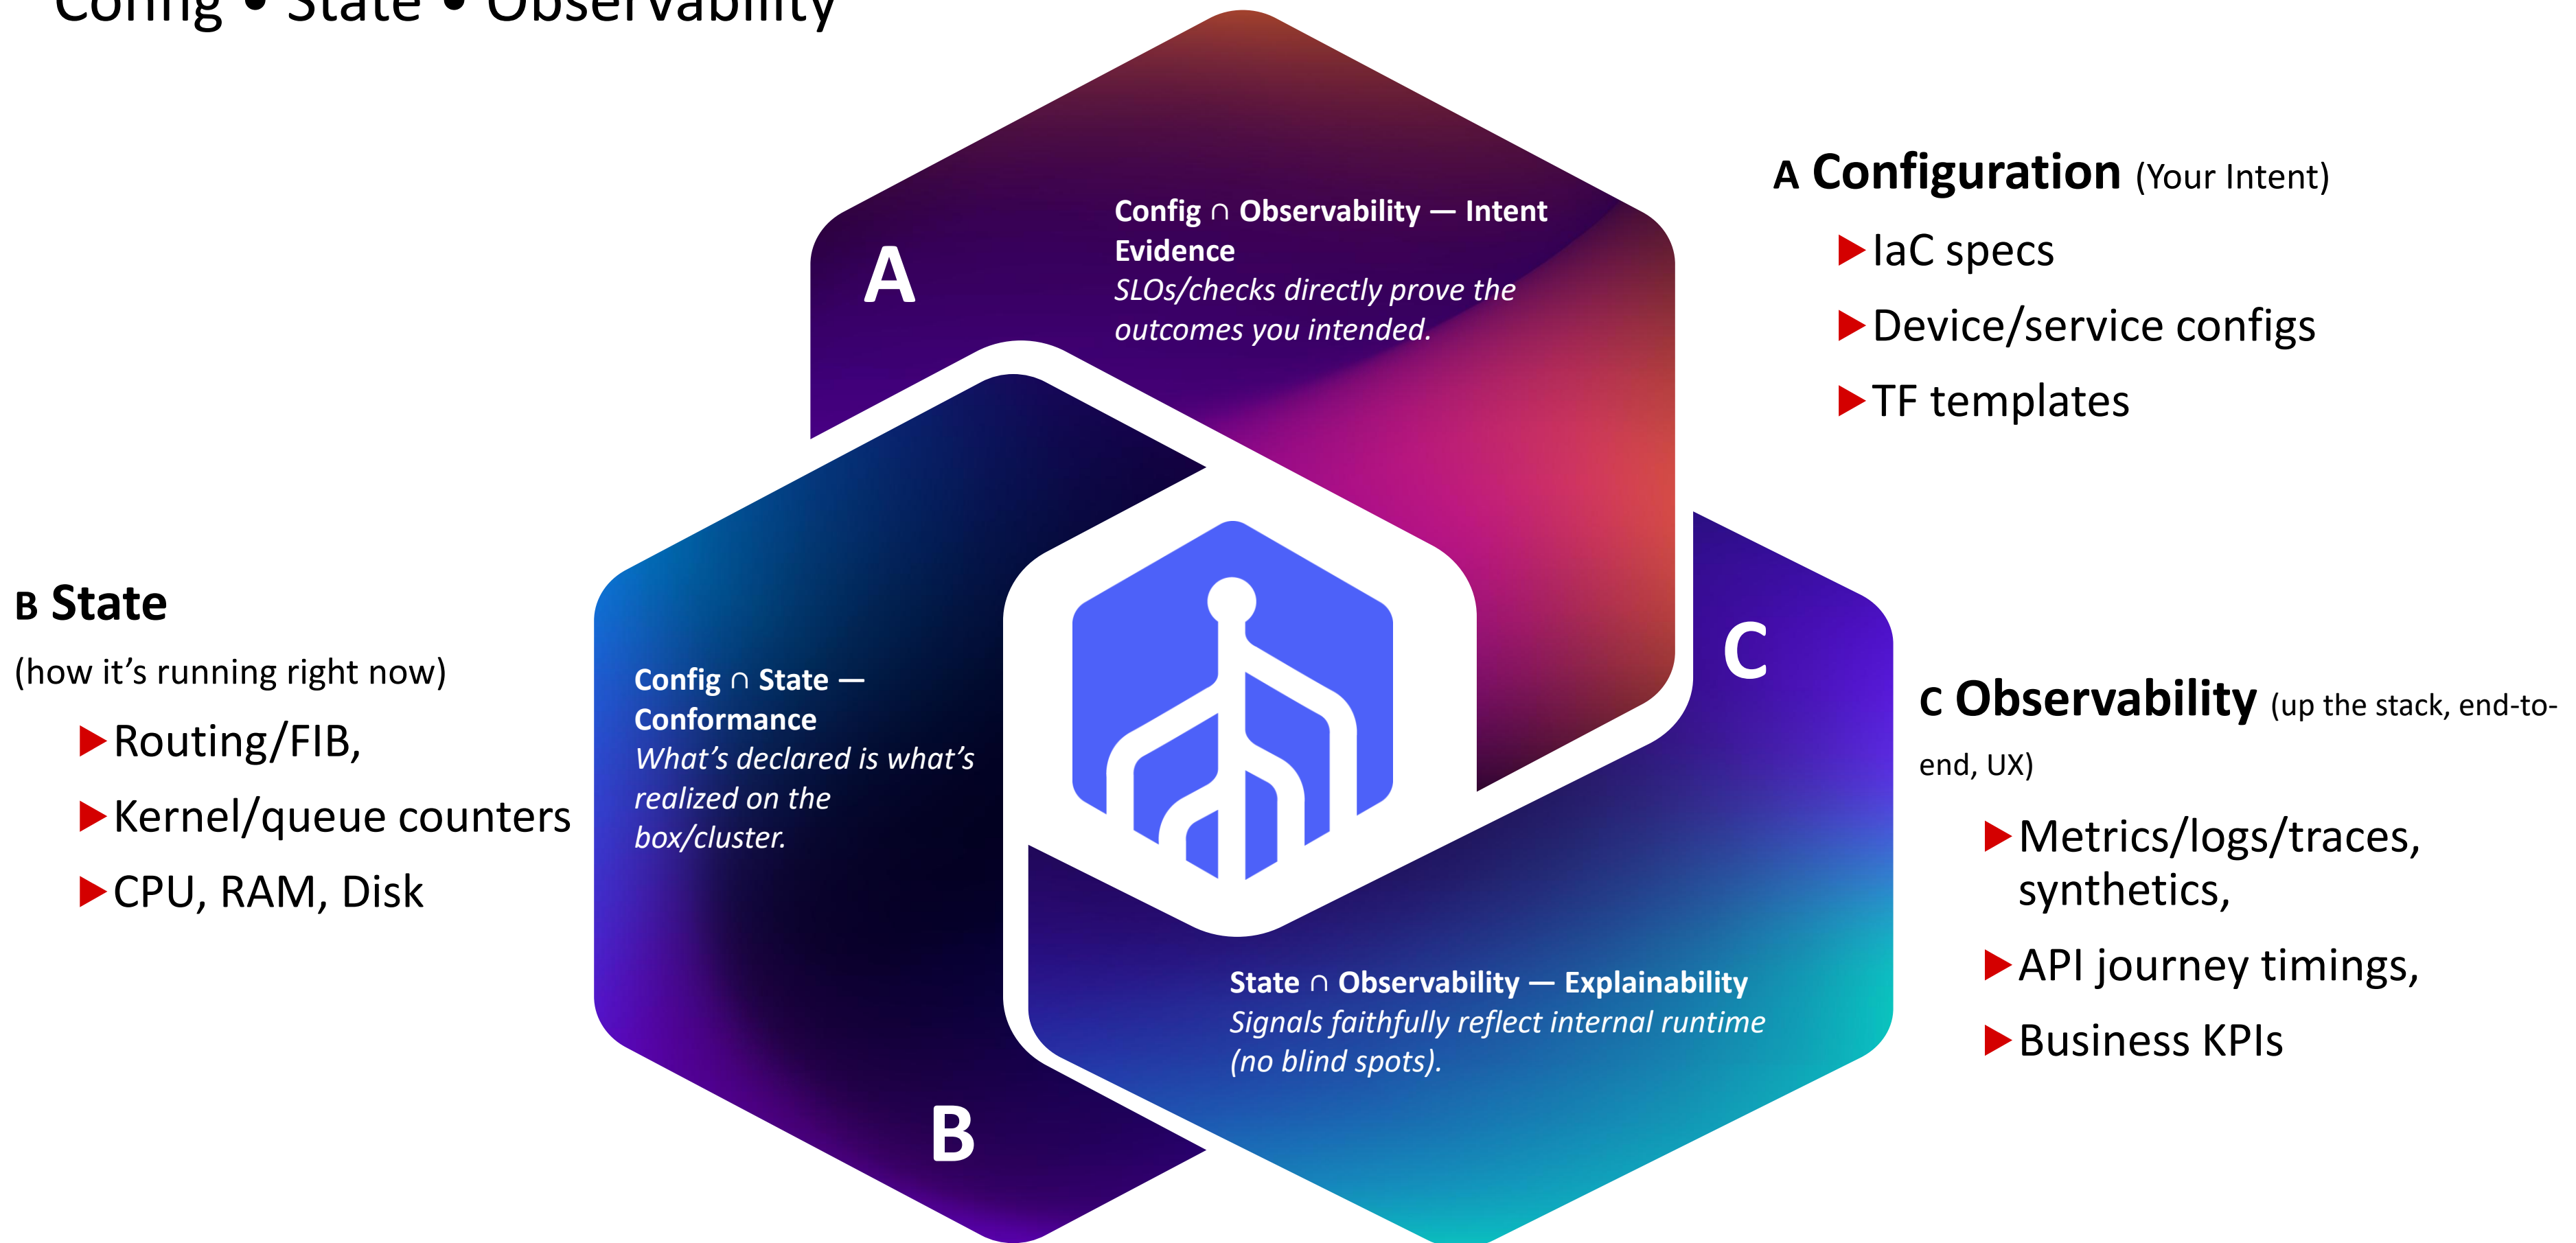 Config • State • Observability
A
Config ∩ Observability — Intent
Evidence
SLOs/checks directly prove the
outcomes you intended.
A Configuration (Your Intent)
IaC specs
Device/service configs
TF templates
B State
(how it’s running right now)
Routing/FIB,
Kernel/queue counters
CPU, RAM, Disk
Config ∩ State —
Conformance
What’s declared is what’s
realized on the
box/cluster.
B
C
C Observability (up the stack, end-to-
end, UX)
Metrics/logs/traces,
synthetics,
API journey timings,
Business KPIs
State ∩ Observability — Explainability
Signals faithfully reflect internal runtime
(no blind spots).